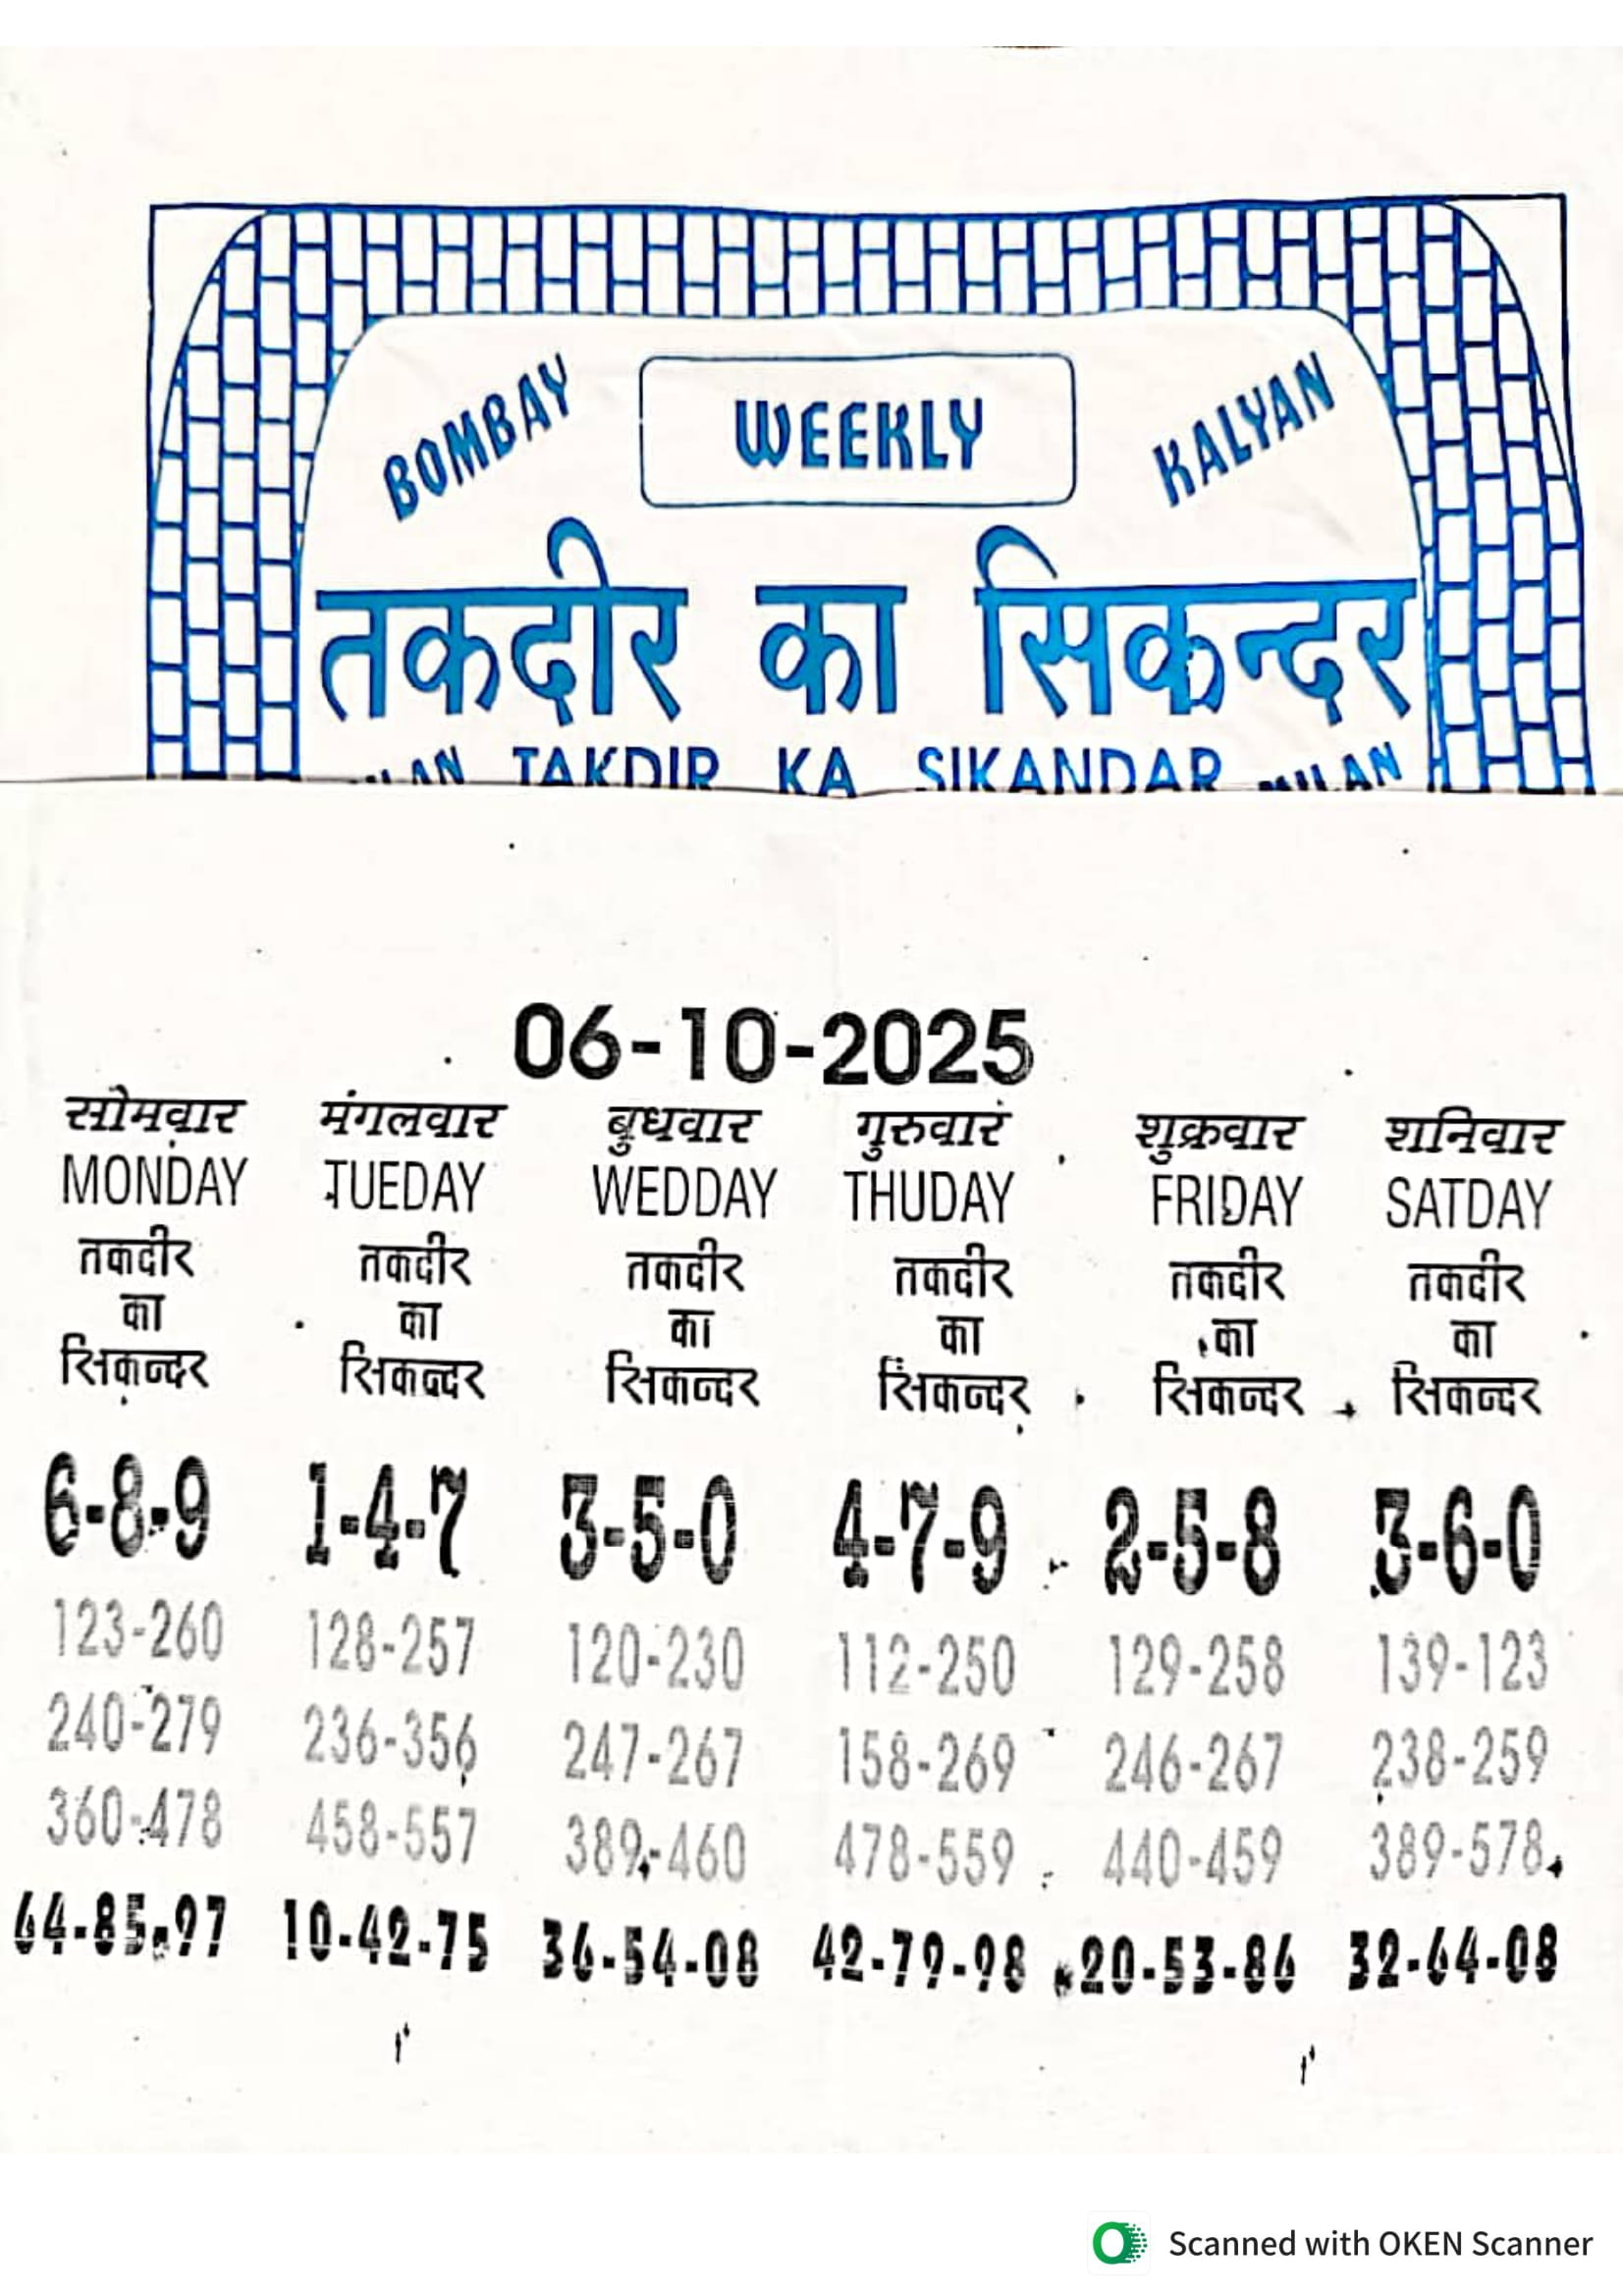 BOMBAY WEEKLY KALYAN
तकदीर का सिकन्दर
TAKDIR KA SIKANDAR MILAN
06-10-2025
सोमवार मंगलवार बुधवार गुरुवार शुक्रवार शनिवार
MONDAY TUEDAY WEDDAY THUDAY FRIDAY SATDAY
तकदीर तकदीर तकदीर तकदीर तकदीर तकदीर
का का का का का का
सिकन्दर सिकन्दर सिकन्दर सिकन्दर सिकन्दर सिकन्दर
6-8-9 1-4-7 3-5-0 4-7-9 2-5-8 3-6-0
123-260 128-257 120-230 112-250 129-258 139-123
240-279 236-356 247-267 158-269 246-267 238-259
360-478 458-557 389-460 478-559 440-459 389-578
64-85-97 10-42-75 36-54-08 42-79-98 20-53-86 32-64-08
Scanned with OKEN Scanner